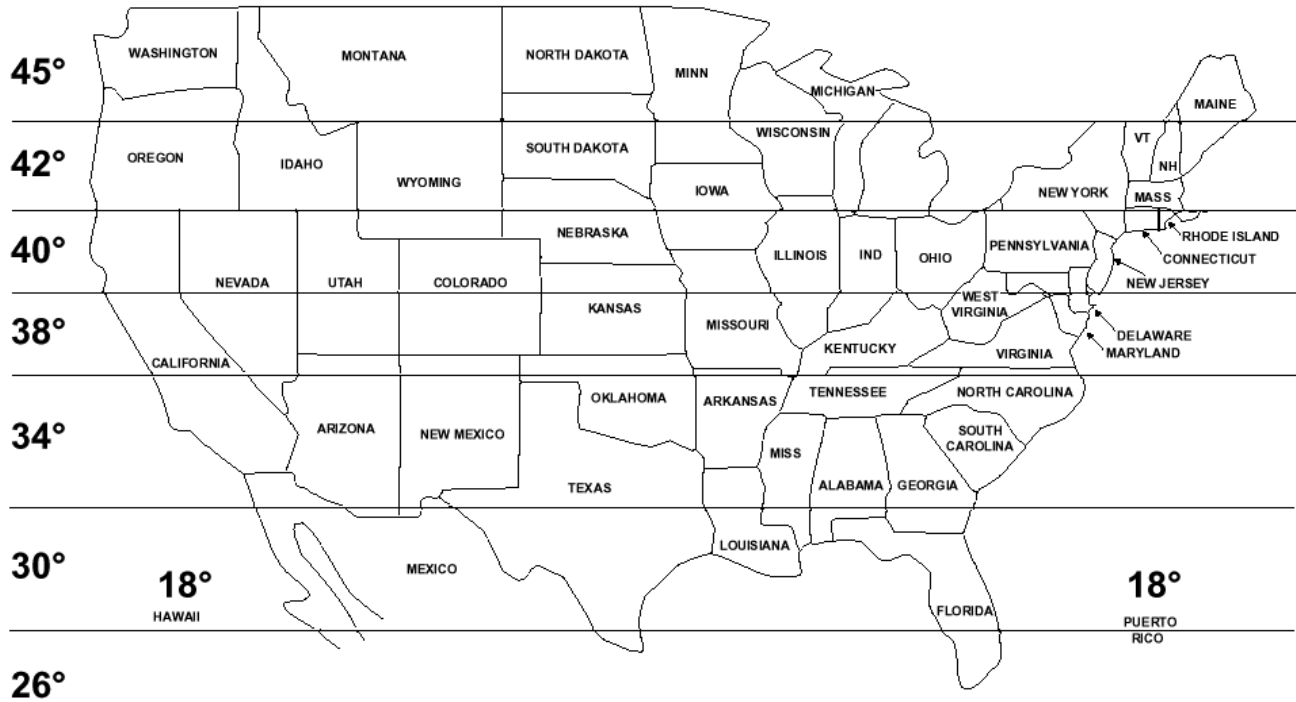 WASHINGTON
MONTANA
NORTH DAKOTA
MINN
45°
MICHIGAN
MAINE
OREGON
IDAHO
WYOMING
SOUTH DAKOTA
WISCONSIN
VT
NH
42°
IOWA
NEW YORK
MASS
NEBRASKA
RHODE ISLAND
40°
NEVADA
UTAH
COLORADO
ILLINOIS
IND
OHIO
PENNSYLVANIA
CONNECTICUT
NEW JERSEY
38°
CALIFORNIA
KANSAS
MISSOURI
KENTUCKY
WEST
VIRGINIA
VIRGINIA
DELAWARE
MARYLAND
34°
ARIZONA
NEW MEXICO
OKLAHOMA
ARKANSAS
TENNESSEE
NORTH CAROLINA
SOUTH
CAROLINA
TEXAS
MISS
ALABAMA
GEORGIA
30°
18°
HAWAII
MEXICO
LOUISIANA
FLORIDA
18°
PUERTO
RICO
26°